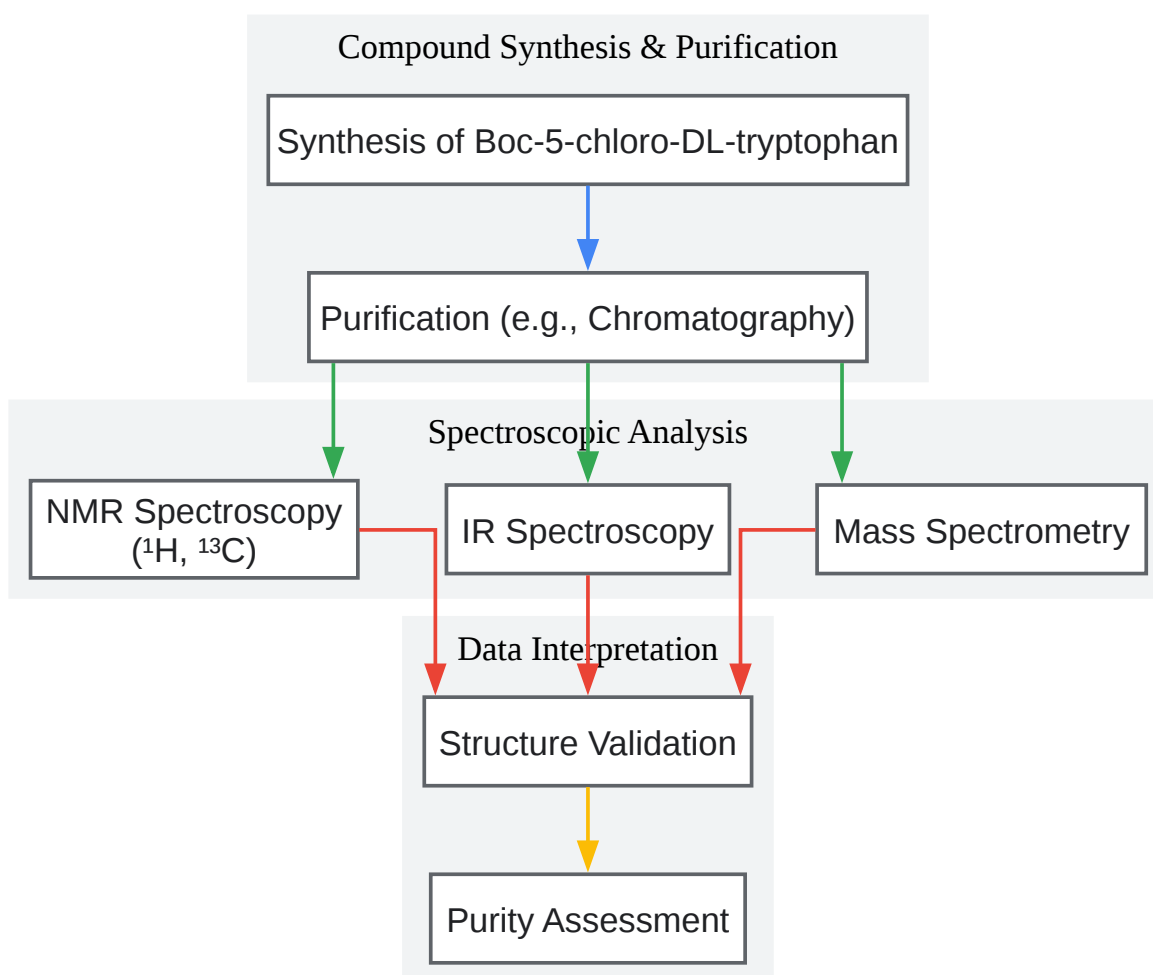 Compound Synthesis & Purification
Synthesis of Boc-5-chloro-DL-tryptophan
Purification (e.g., Chromatography)
Spectroscopic Analysis
NMR Spectroscopy
(¹H, ¹³C)
IR Spectroscopy
Mass Spectrometry
Data Interpretation
Structure Validation
Purity Assessment